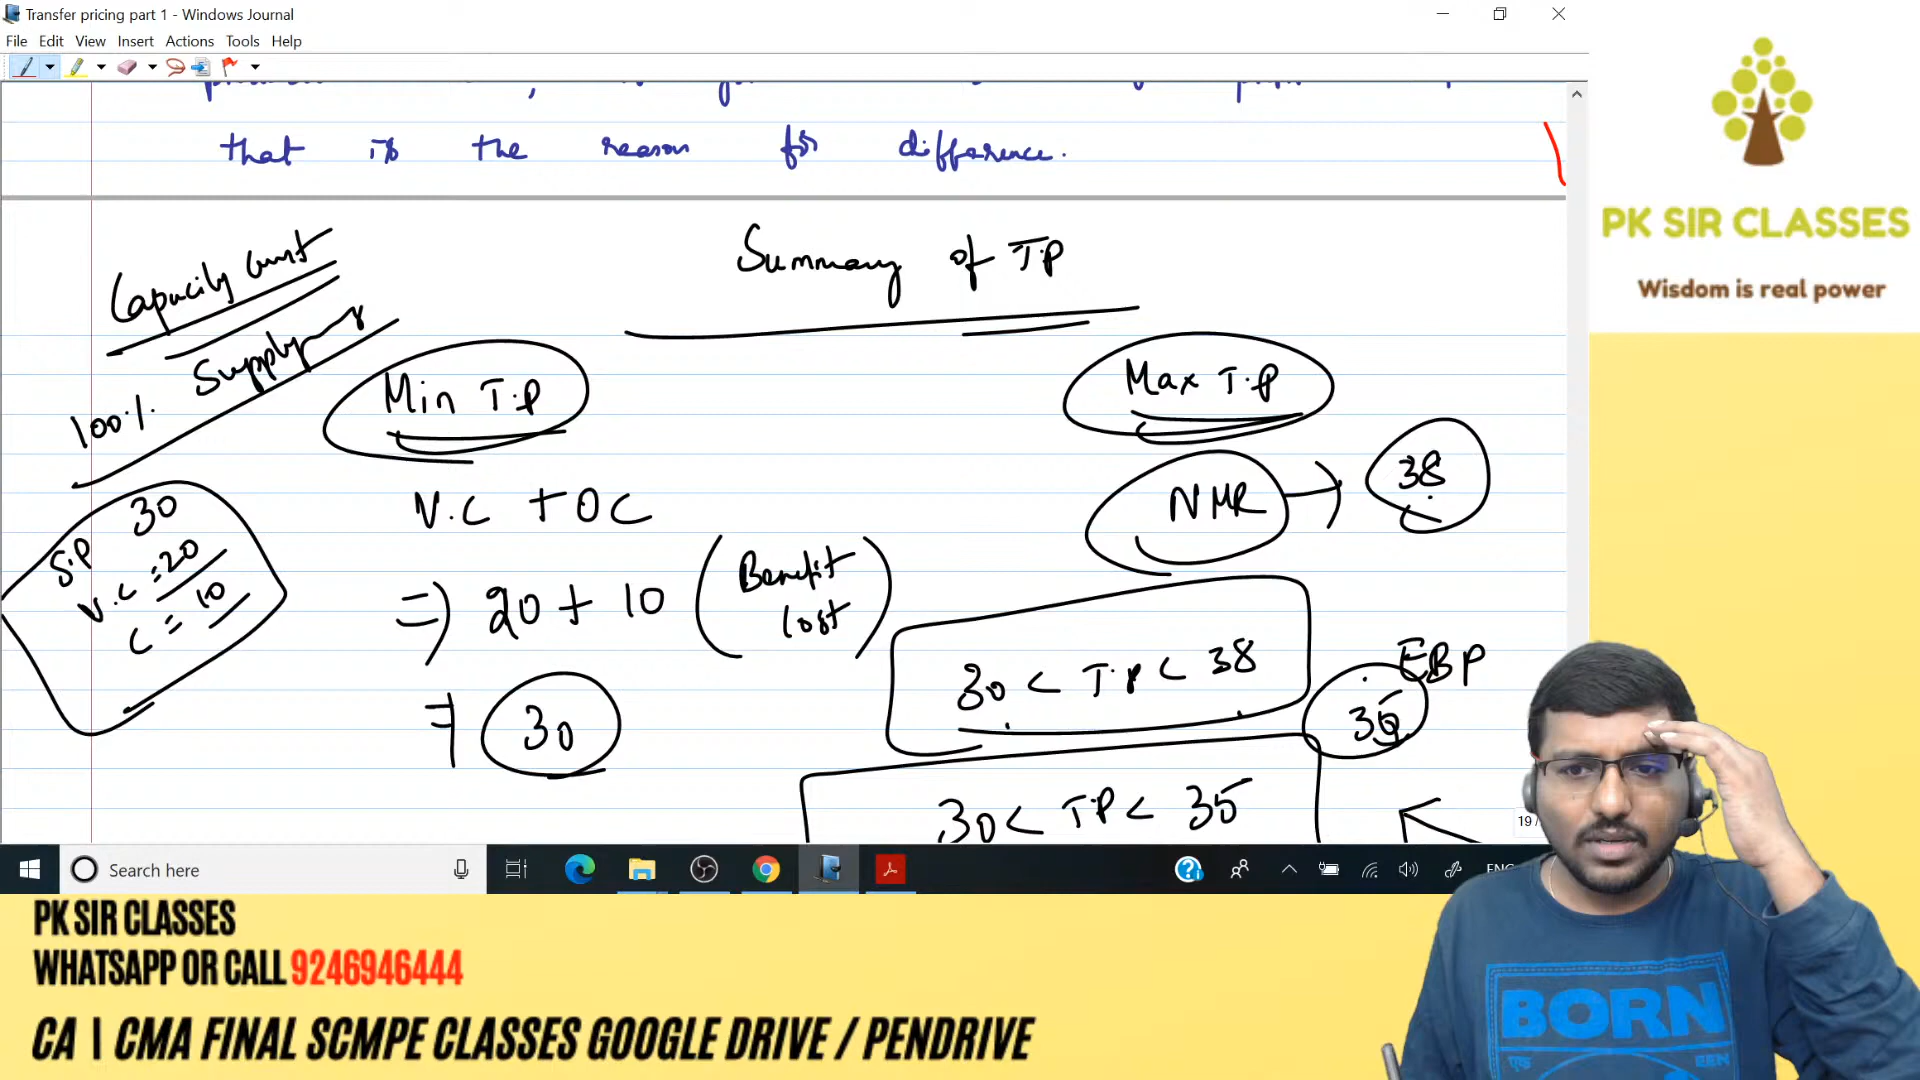 Transfer pricing part 1 - Windows Journal
File Edit View Insert Actions Tools Help
that is the reason for difference.
Summary of T.P
Capacity
100% Supply
Min T.P
Max T.P
V.C + OC
NMR → 38
S.P 30
V.C = 20
C = 10
⇒ 20 + 10 (Benefit lost)
30 < T.P < 38
EBP
35
⇒ 30
30 < TP < 35
19 /
Search here
ENG
PK SIR CLASSES
Wisdom is real power
BORN
PK SIR CLASSES
WHATSAPP OR CALL 9246946444
CA \ CMA FINAL SCMPE CLASSES GOOGLE DRIVE / PENDRIVE